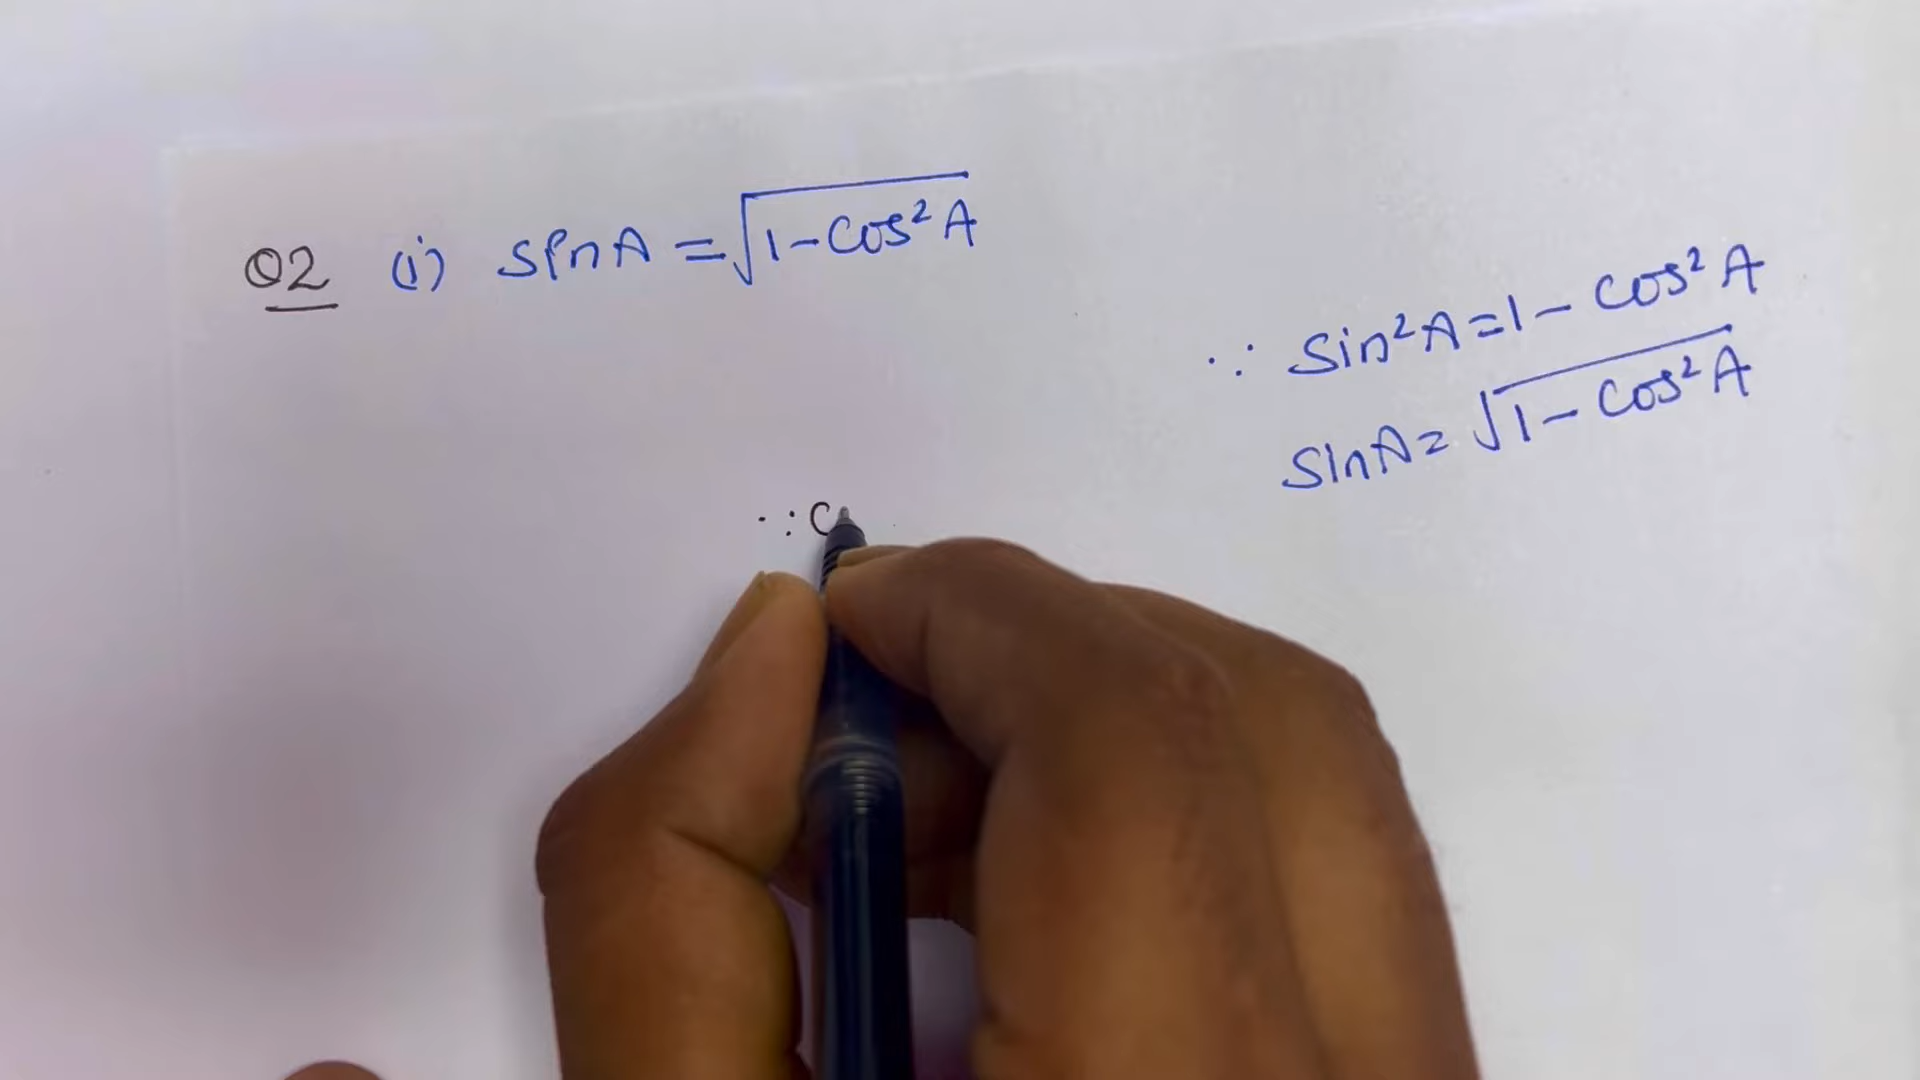 Q2 (i) sinA = √1-cos²A
∵ Sin²A=1-cos²A
SinA= √1-cos²A
∵ C